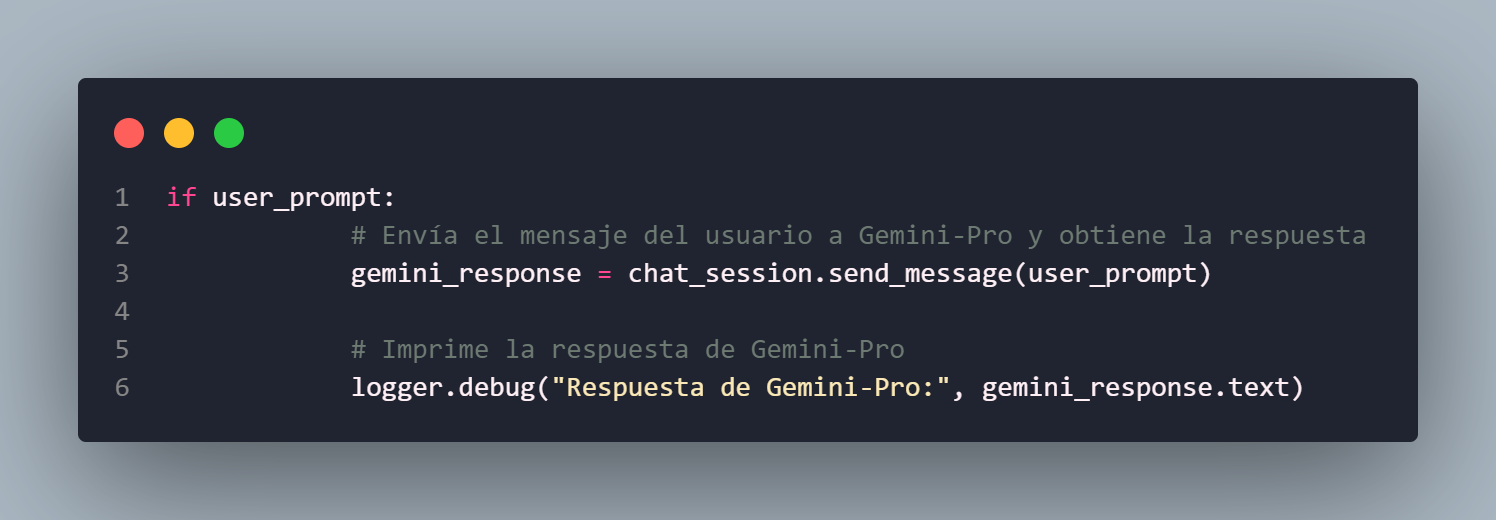 1 if user_prompt:
2             # Envía el mensaje del usuario a Gemini-Pro y obtiene la respuesta
3             gemini_response = chat_session.send_message(user_prompt)
4
5             # Imprime la respuesta de Gemini-Pro
6             logger.debug("Respuesta de Gemini-Pro:", gemini_response.text)